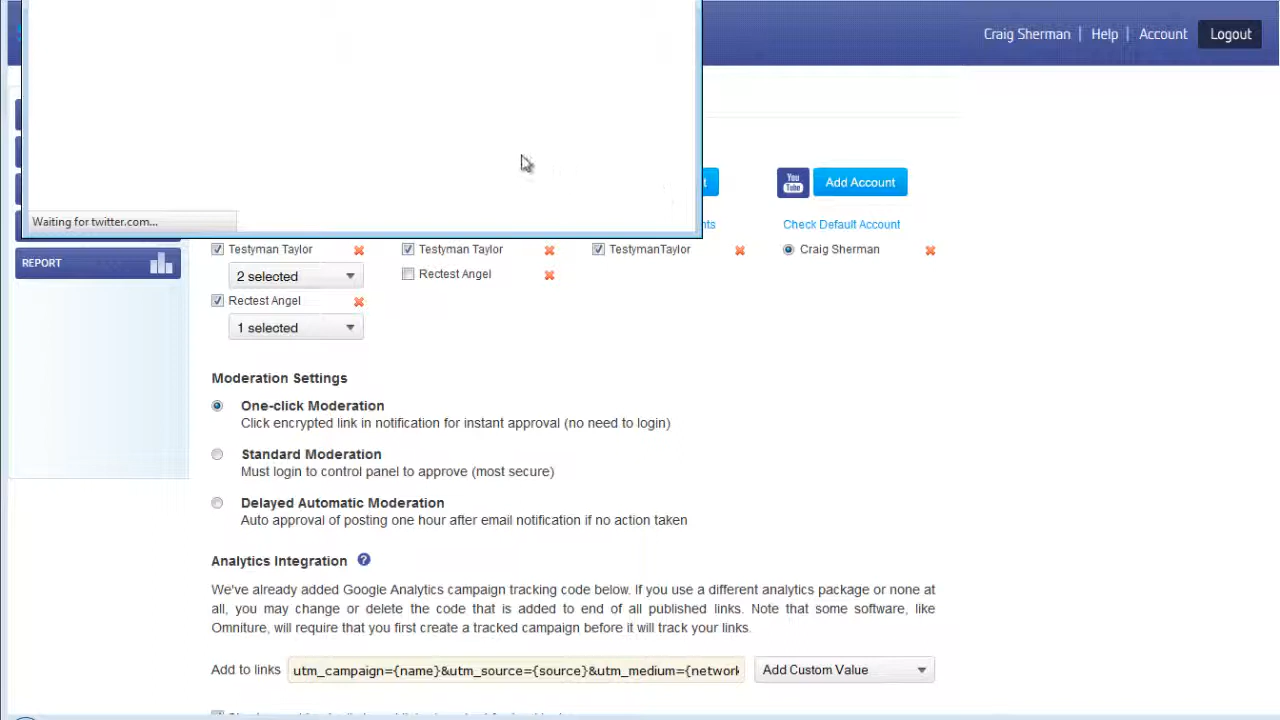 Craig Sherman | Help | Account Logout
t You Tube Add Account
Waiting for twitter.com...
nts Check Default Account
Testyman Taylor Testyman Taylor TestymanTaylor Craig Sherman
REPORT
2 selected Rectest Angel
Rectest Angel
1 selected
Moderation Settings
One-click Moderation
Click encrypted link in notification for instant approval (no need to login)
Standard Moderation
Must login to control panel to approve (most secure)
Delayed Automatic Moderation
Auto approval of posting one hour after email notification if no action taken
Analytics Integration ?
We've already added Google Analytics campaign tracking code below. If you use a different analytics package or none at
all, you may change or delete the code that is added to end of all published links. Note that some software, like
Omniture, will require that you first create a tracked campaign before it will track your links.
Add to links utm_campaign={name}&utm_source={source}&utm_medium={network Add Custom Value